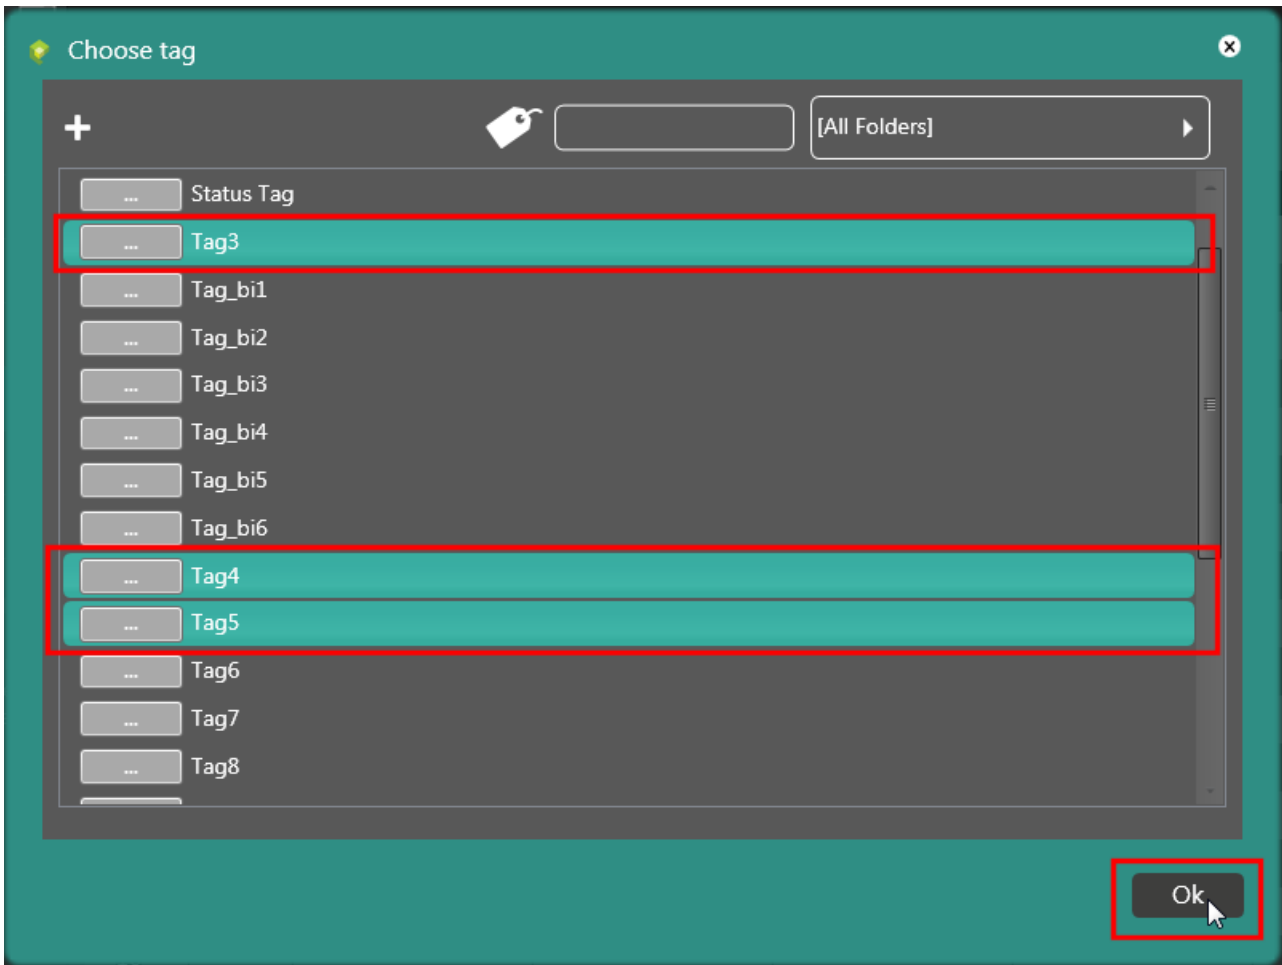 Choose tag
[All Folders]
... Status Tag
... Tag3
... Tag_bi1
... Tag_bi2
... Tag_bi3
... Tag_bi4
... Tag_bi5
... Tag_bi6
... Tag4
... Tag5
... Tag6
... Tag7
... Tag8
Ok